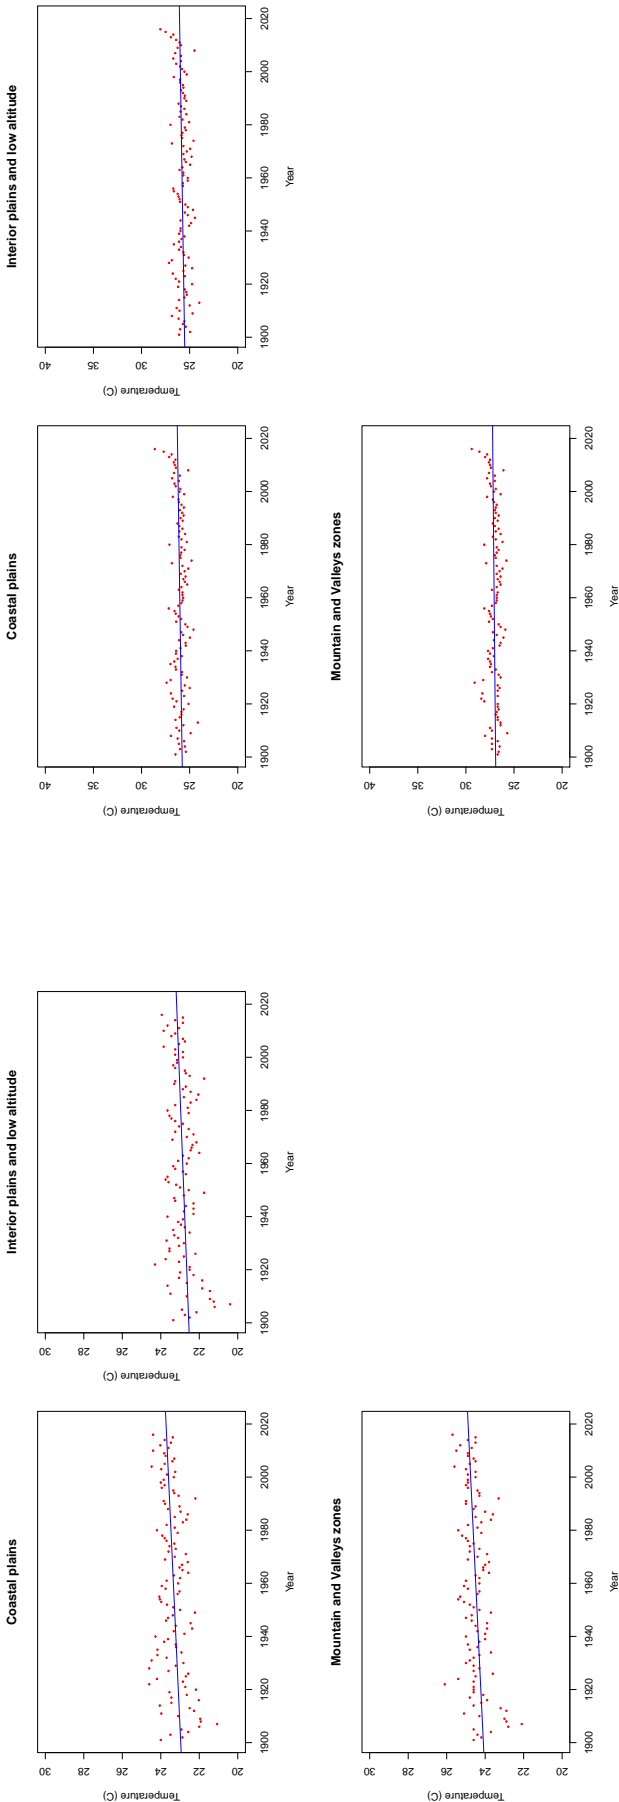 Coastal plains
Temperature (C)
30
28
26
24
22
20
1900 1920 1940 1960 1980 2000 2020
Year
Interior plains and low altitude
Temperature (C)
30
28
26
24
22
20
1900 1920 1940 1960 1980 2000 2020
Year
Coastal plains
Temperature (C)
40
35
30
25
20
1900 1920 1940 1960 1980 2000 2020
Year
Interior plains and low altitude
Temperature (C)
40
35
30
25
20
1900 1920 1940 1960 1980 2000 2020
Year
Mountain and Valleys zones
Temperature (C)
30
28
26
24
22
20
1900 1920 1940 1960 1980 2000 2020
Year
Mountain and Valleys zones
Temperature (C)
40
35
30
25
20
1900 1920 1940 1960 1980 2000 2020
Year